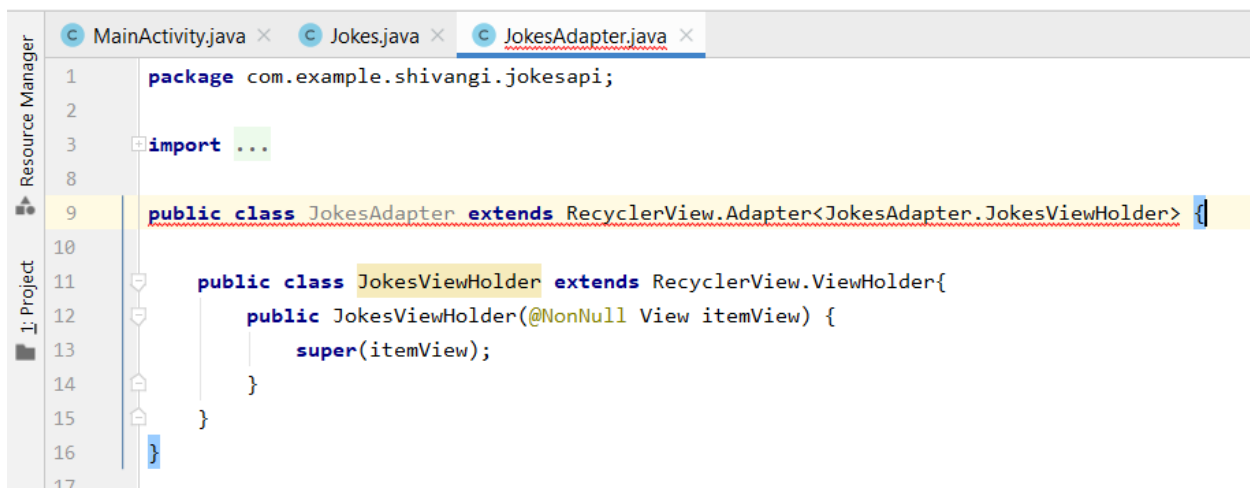 MainActivity.java × Jokes.java × JokesAdapter.java ×
Resource Manager
1: Project
1 package com.example.shivangi.jokesapi;
2
3 import ...
8
9 public class JokesAdapter extends RecyclerView.Adapter<JokesAdapter.JokesViewHolder> {
10
11 public class JokesViewHolder extends RecyclerView.ViewHolder{
12 public JokesViewHolder(@NonNull View itemView) {
13 super(itemView);
14 }
15 }
16 }
17